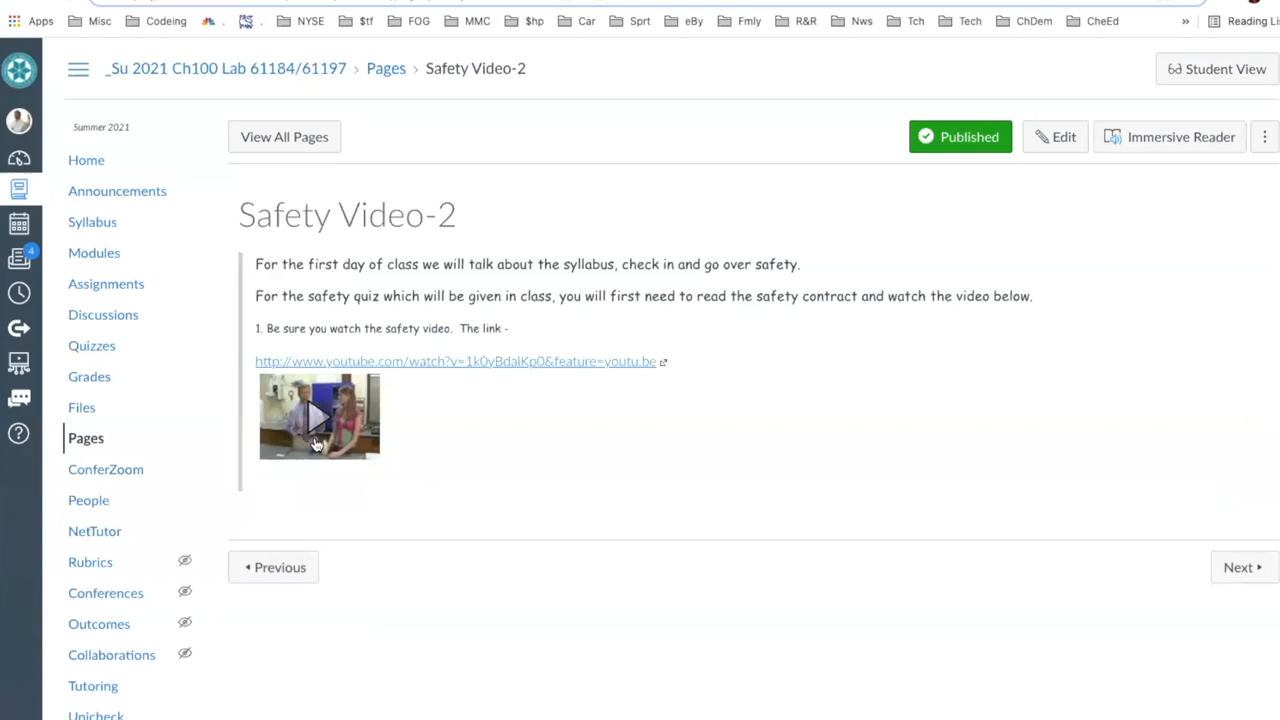 Apps Misc Codeing . . NYSE $tf FOG MMC $hp Car Sprt eBy Fmly R&R Nws Tch Tech ChDem CheEd » Reading Li
_Su 2021 Ch100 Lab 61184/61197 › Pages › Safety Video-2
Student View
Summer 2021
View All Pages
Published
Edit
Immersive Reader
Home
Announcements
Syllabus
Modules
4
Assignments
Discussions
Quizzes
Grades
Files
Pages
ConferZoom
People
NetTutor
Rubrics
Conferences
Outcomes
Collaborations
Tutoring
Unicheck
Safety Video-2
For the first day of class we will talk about the syllabus, check in and go over safety.
For the safety quiz which will be given in class, you will first need to read the safety contract and watch the video below.
1. Be sure you watch the safety video. The link -
http://www.youtube.com/watch?v=1k0yBdalKp0&feature=youtu.be
Previous
Next